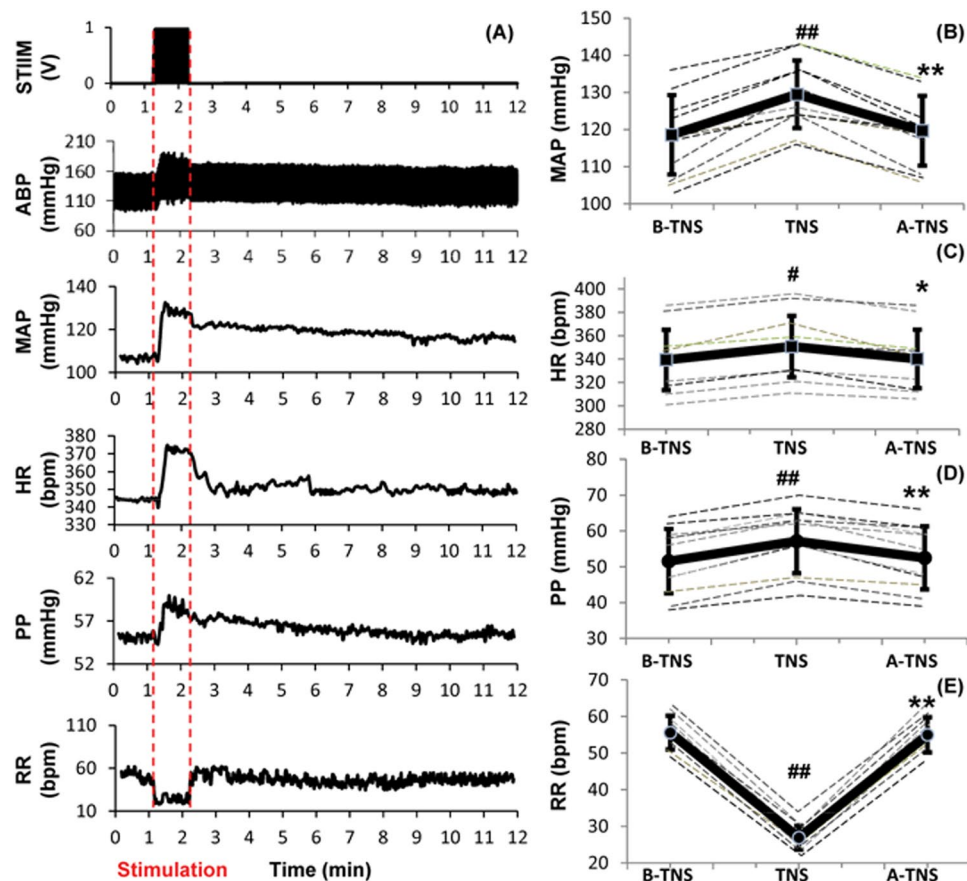 (A)
STIIM
(V)
1
0
0 1 2 3 4 5 6 7 8 9 10 11 12
ABP
(mmHg)
210
160
110
60
0 1 2 3 4 5 6 7 8 9 10 11 12
MAP
(mmHg)
140
120
100
0 1 2 3 4 5 6 7 8 9 10 11 12
HR
(bpm)
380
370
360
350
340
330
0 1 2 3 4 5 6 7 8 9 10 11 12
PP
(mmHg)
62
57
52
0 1 2 3 4 5 6 7 8 9 10 11 12
RR
(bpm)
110
60
10
0 1 2 3 4 5 6 7 8 9 10 11 12
Stimulation Time (min)
(B)
MAP (mmHg)
150
140
130
120
110
100
##
**
B-TNS TNS A-TNS
(C)
HR (bpm)
400
380
360
340
320
300
280
#
*
B-TNS TNS A-TNS
(D)
PP (mmHg)
80
70
60
50
40
30
##
**
B-TNS TNS A-TNS
(E)
RR (bpm)
70
60
50
40
30
20
##
**
B-TNS TNS A-TNS